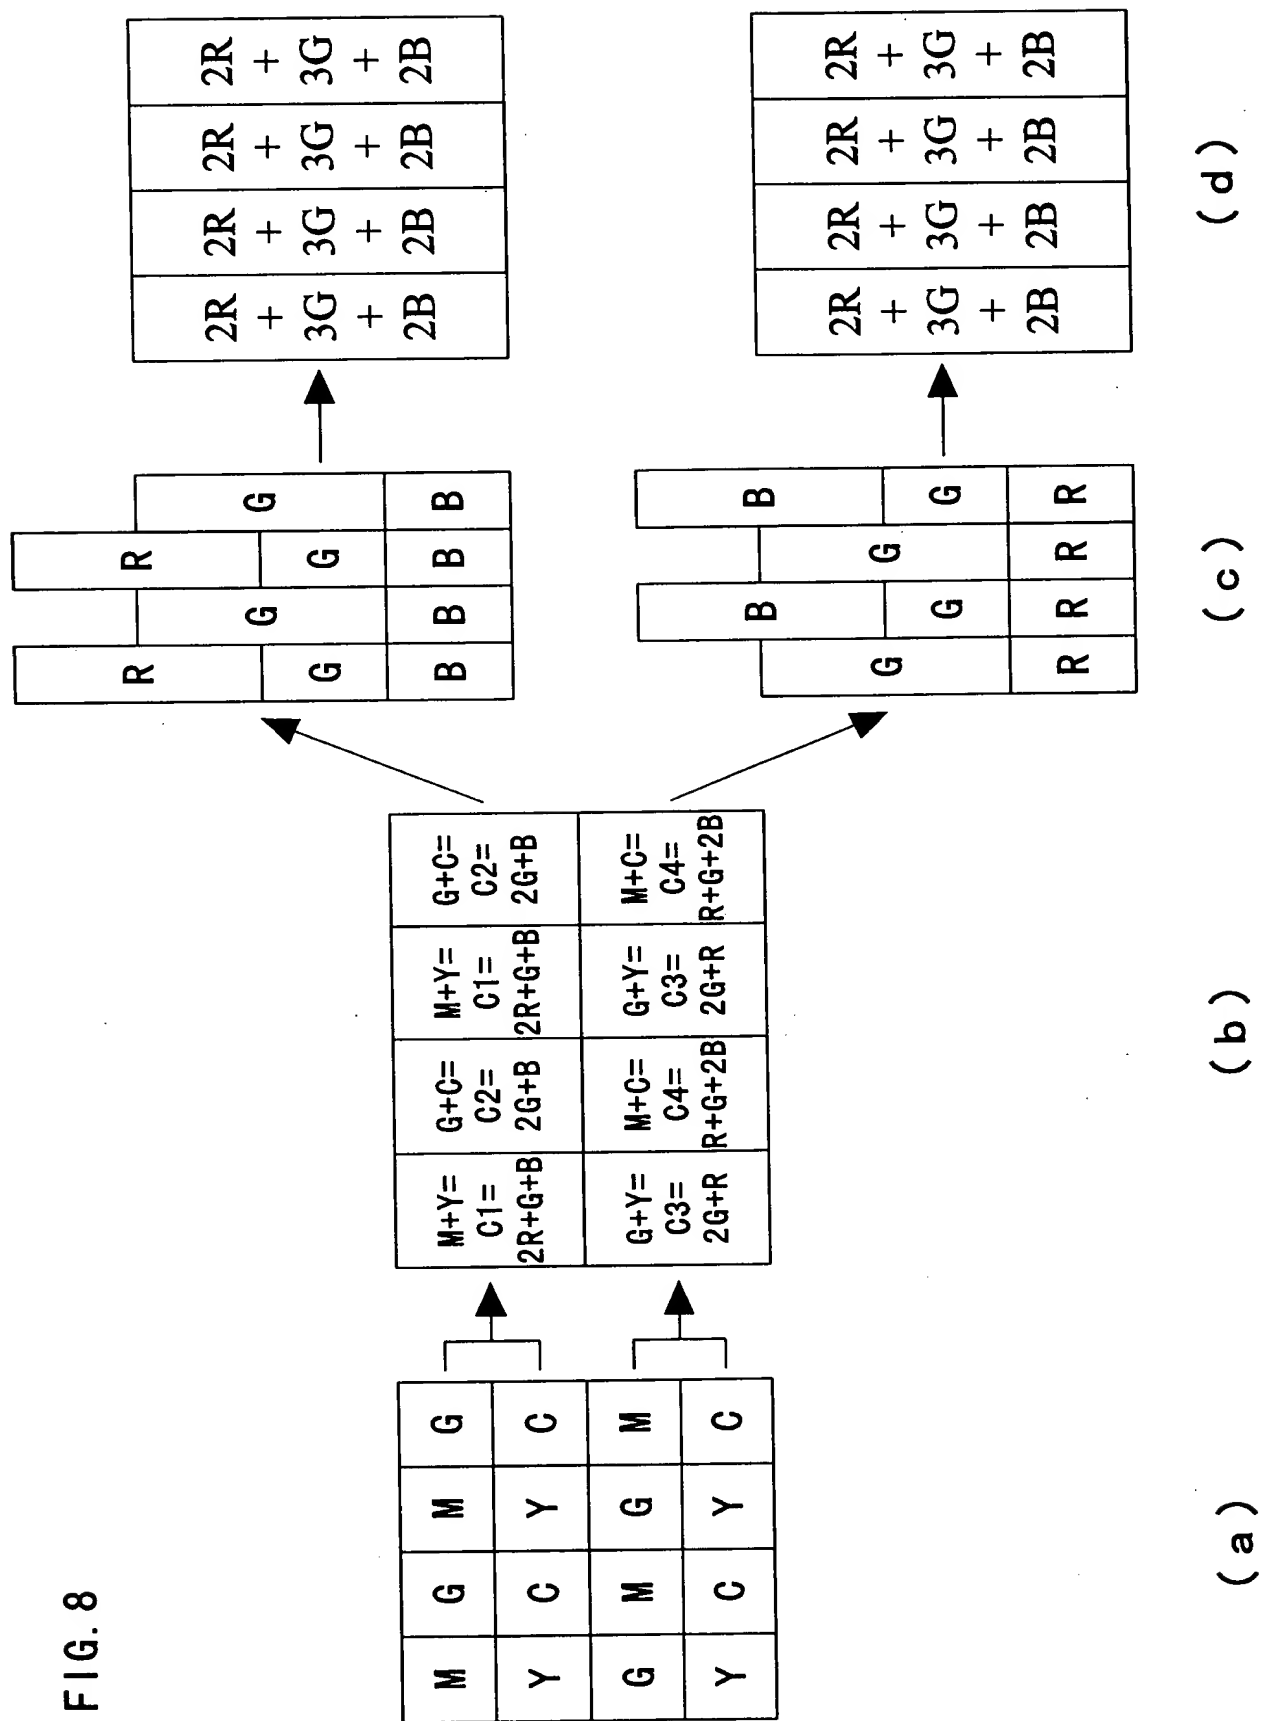 FIG. 8
M G M G
Y C Y C
G M G M
Y C Y C
(a)
M+Y= G+C= M+Y= G+C=
C1= C2= C1= C2=
2R+G+B 2G+B 2R+G+B 2G+B
G+Y= M+C= G+Y= M+C=
C3= C4= C3= C4=
2G+R R+G+2B 2G+R R+G+2B
(b)
R R
G G G G
B B B B
B B
G G G G
R R R R
(c)
2R 2R 2R 2R
+ + + +
3G 3G 3G 3G
+ + + +
2B 2B 2B 2B
2R 2R 2R 2R
+ + + +
3G 3G 3G 3G
+ + + +
2B 2B 2B 2B
(d)